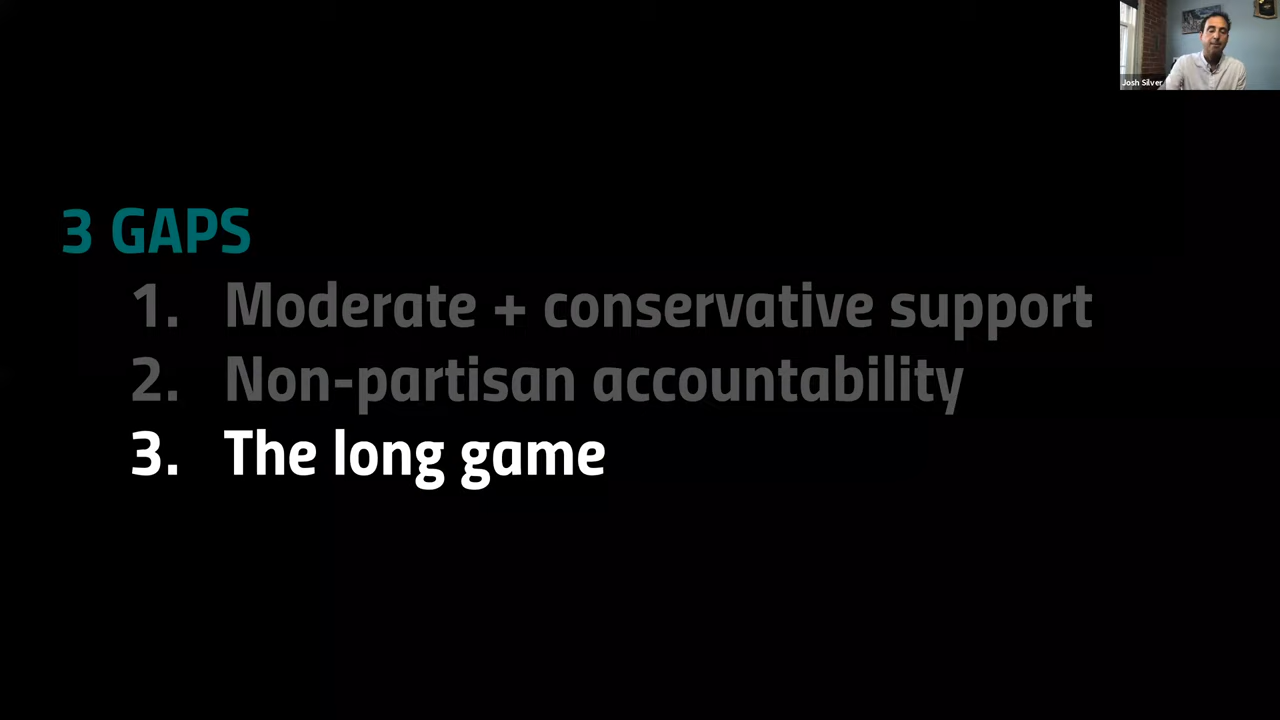 Josh Silver
3 GAPS
1. Moderate + conservative support
2. Non-partisan accountability
3. The long game